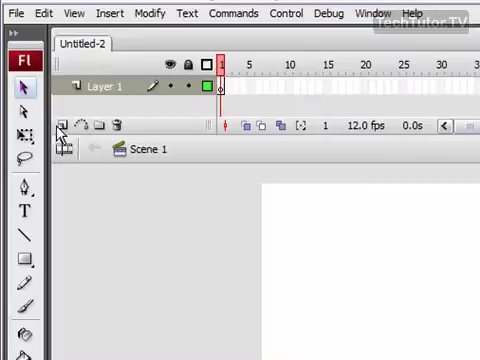 File Edit View Insert Modify Text Commands Control Debug Window Help
TechTutor.TV
Untitled-2
Fl
1 5 10 15 20 25 30
Layer 1
1 12.0 fps 0.0s
Scene 1
T